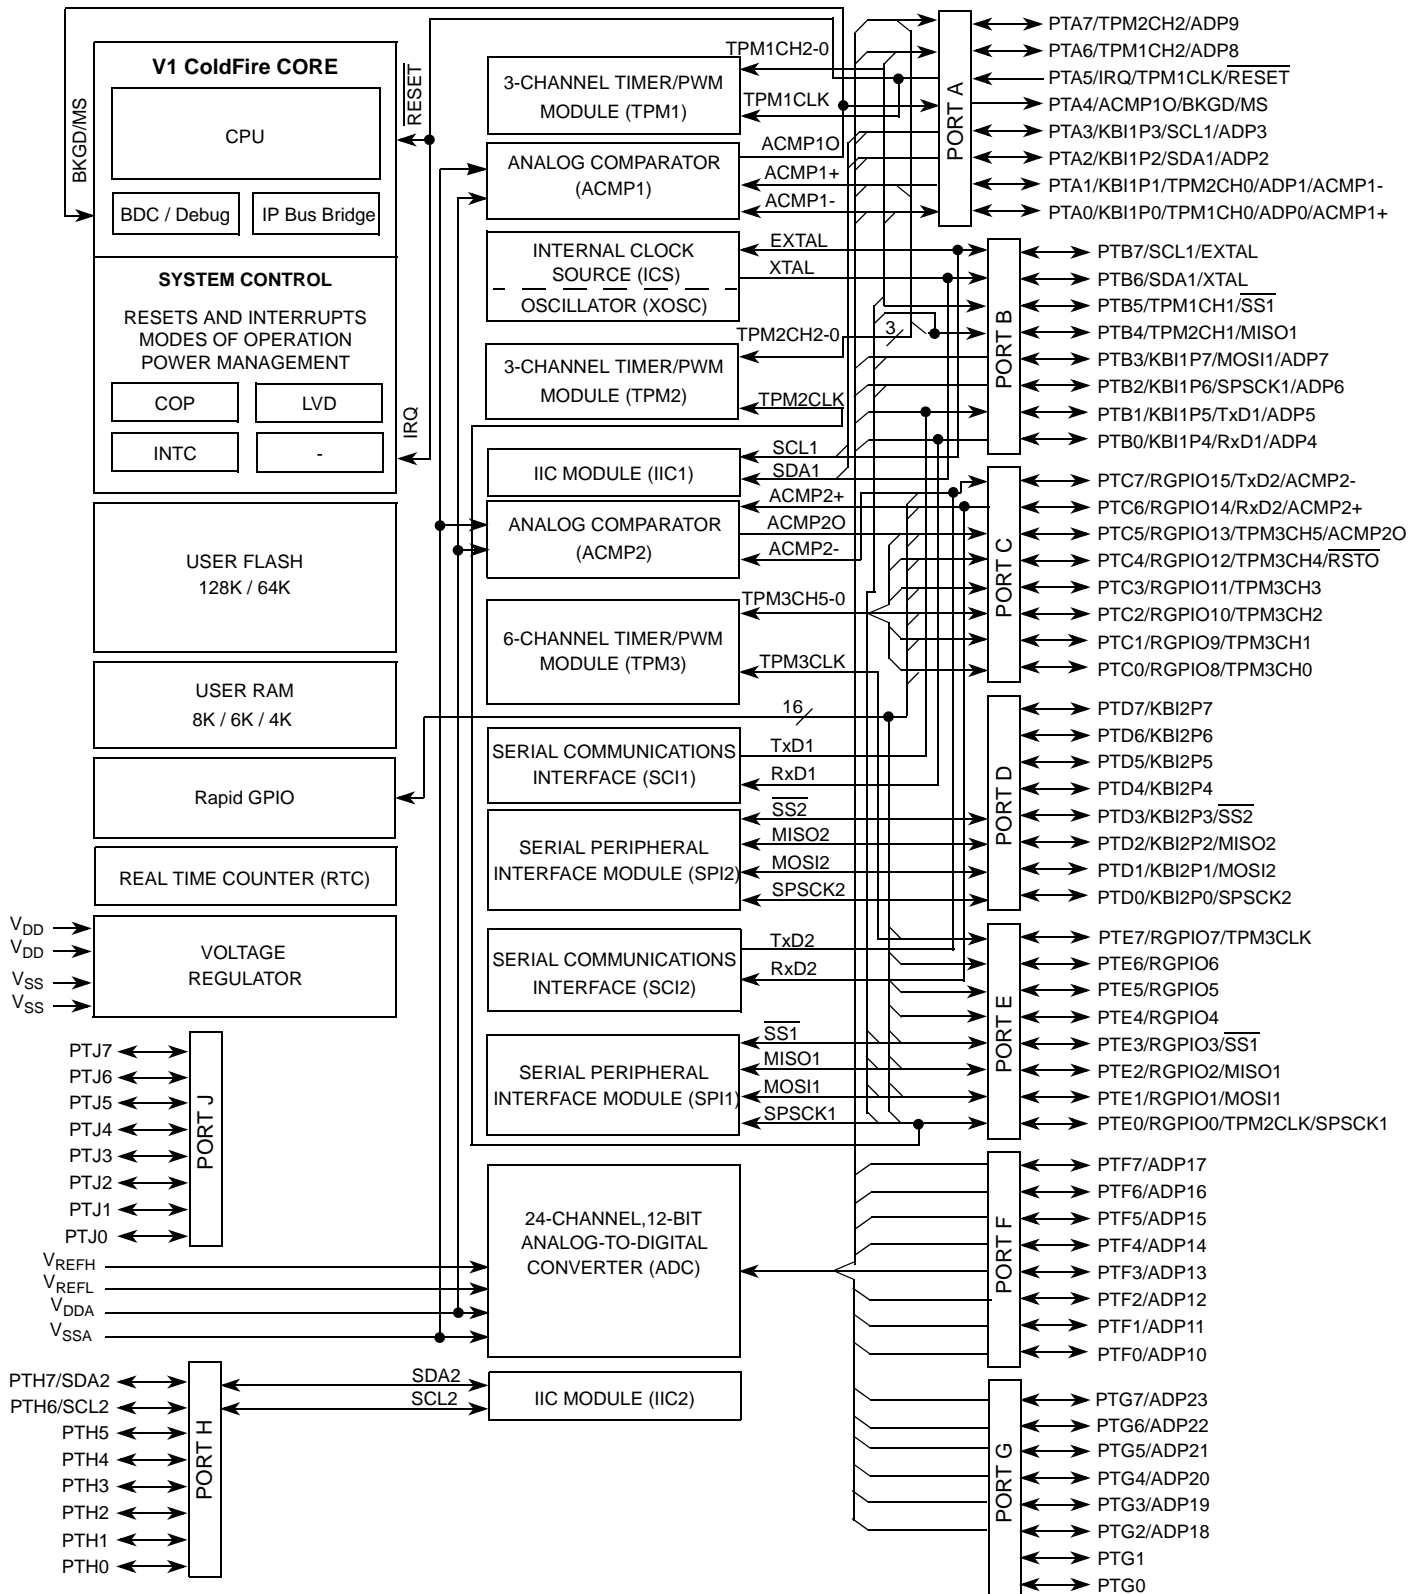 V1 ColdFire CORE
CPU
BDC / Debug
IP Bus Bridge
BKGD/MS
RESET
SYSTEM CONTROL
RESETS AND INTERRUPTS
MODES OF OPERATION
POWER MANAGEMENT
COP
LVD
INTC
-
IRQ
USER FLASH
128K / 64K
USER RAM
8K / 6K / 4K
Rapid GPIO
REAL TIME COUNTER (RTC)
VDD
VDD
VSS
VSS
VOLTAGE
REGULATOR
PTJ7
PTJ6
PTJ5
PTJ4
PTJ3
PTJ2
PTJ1
PTJ0
PORT J
VREFH
VREFL
VDDA
VSSA
PTH7/SDA2
PTH6/SCL2
PTH5
PTH4
PTH3
PTH2
PTH1
PTH0
PORT H
3-CHANNEL TIMER/PWM
MODULE (TPM1)
TPM1CH2-0
TPM1CLK
ANALOG COMPARATOR
(ACMP1)
ACMP1O
ACMP1+
ACMP1-
INTERNAL CLOCK
SOURCE (ICS)
OSCILLATOR (XOSC)
EXTAL
XTAL
3-CHANNEL TIMER/PWM
MODULE (TPM2)
TPM2CH2-0
3
TPM2CLK
IIC MODULE (IIC1)
SCL1
SDA1
ANALOG COMPARATOR
(ACMP2)
ACMP2+
ACMP2O
ACMP2-
6-CHANNEL TIMER/PWM
MODULE (TPM3)
TPM3CH5-0
TPM3CLK
16
SERIAL COMMUNICATIONS
INTERFACE (SCI1)
TxD1
RxD1
SERIAL PERIPHERAL
INTERFACE MODULE (SPI2)
SS2
MISO2
MOSI2
SPSCK2
SERIAL COMMUNICATIONS
INTERFACE (SCI2)
TxD2
RxD2
SERIAL PERIPHERAL
INTERFACE MODULE (SPI1)
SS1
MISO1
MOSI1
SPSCK1
24-CHANNEL,12-BIT
ANALOG-TO-DIGITAL
CONVERTER (ADC)
IIC MODULE (IIC2)
SDA2
SCL2
PORT A
PTA7/TPM2CH2/ADP9
PTA6/TPM1CH2/ADP8
PTA5/IRQ/TPM1CLK/RESET
PTA4/ACMP1O/BKGD/MS
PTA3/KBI1P3/SCL1/ADP3
PTA2/KBI1P2/SDA1/ADP2
PTA1/KBI1P1/TPM2CH0/ADP1/ACMP1-
PTA0/KBI1P0/TPM1CH0/ADP0/ACMP1+
PORT B
PTB7/SCL1/EXTAL
PTB6/SDA1/XTAL
PTB5/TPM1CH1/SS1
PTB4/TPM2CH1/MISO1
PTB3/KBI1P7/MOSI1/ADP7
PTB2/KBI1P6/SPSCK1/ADP6
PTB1/KBI1P5/TxD1/ADP5
PTB0/KBI1P4/RxD1/ADP4
PORT C
PTC7/RGPIO15/TxD2/ACMP2-
PTC6/RGPIO14/RxD2/ACMP2+
PTC5/RGPIO13/TPM3CH5/ACMP2O
PTC4/RGPIO12/TPM3CH4/RSTO
PTC3/RGPIO11/TPM3CH3
PTC2/RGPIO10/TPM3CH2
PTC1/RGPIO9/TPM3CH1
PTC0/RGPIO8/TPM3CH0
PORT D
PTD7/KBI2P7
PTD6/KBI2P6
PTD5/KBI2P5
PTD4/KBI2P4
PTD3/KBI2P3/SS2
PTD2/KBI2P2/MISO2
PTD1/KBI2P1/MOSI2
PTD0/KBI2P0/SPSCK2
PORT E
PTE7/RGPIO7/TPM3CLK
PTE6/RGPIO6
PTE5/RGPIO5
PTE4/RGPIO4
PTE3/RGPIO3/SS1
PTE2/RGPIO2/MISO1
PTE1/RGPIO1/MOSI1
PTE0/RGPIO0/TPM2CLK/SPSCK1
PORT F
PTF7/ADP17
PTF6/ADP16
PTF5/ADP15
PTF4/ADP14
PTF3/ADP13
PTF2/ADP12
PTF1/ADP11
PTF0/ADP10
PORT G
PTG7/ADP23
PTG6/ADP22
PTG5/ADP21
PTG4/ADP20
PTG3/ADP19
PTG2/ADP18
PTG1
PTG0